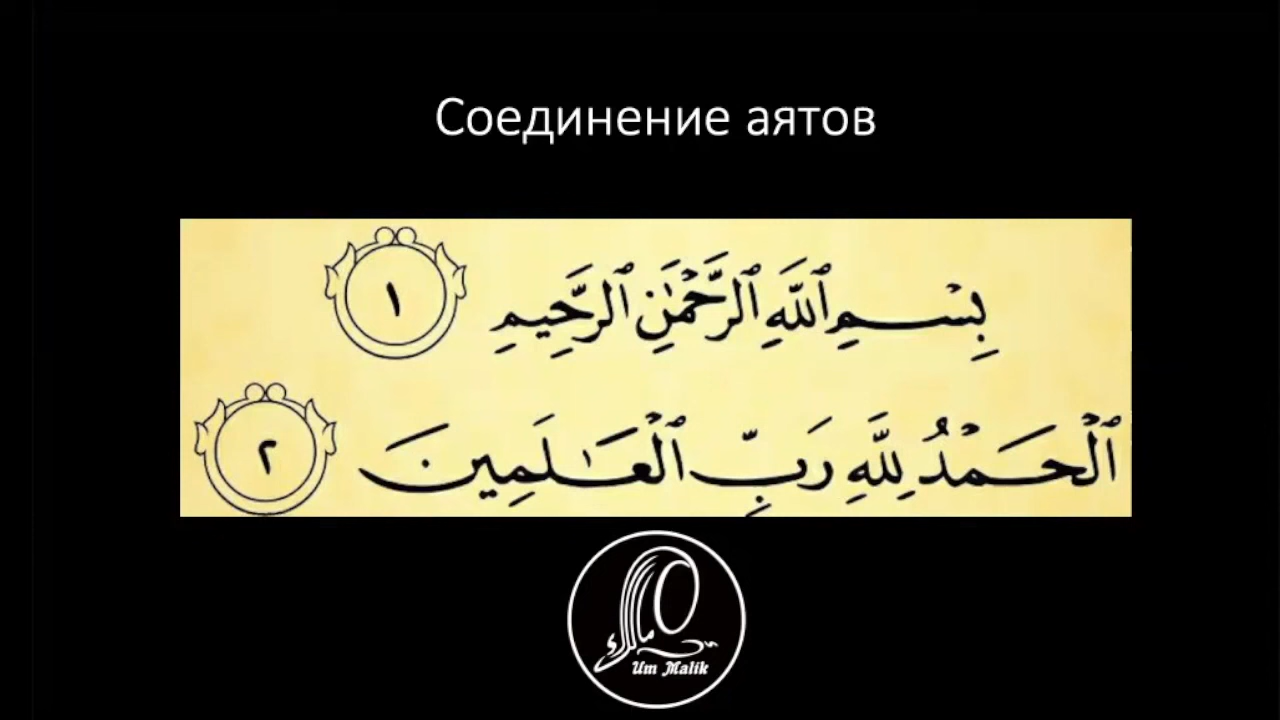 Соединение аятов
بِسْمِ ٱللَّهِ ٱلرَّحْمَٰنِ ٱلرَّحِيمِ ١
ٱلْحَمْدُ لِلَّهِ رَبِّ ٱلْعَـٰلَمِينَ ٢
Um Malik